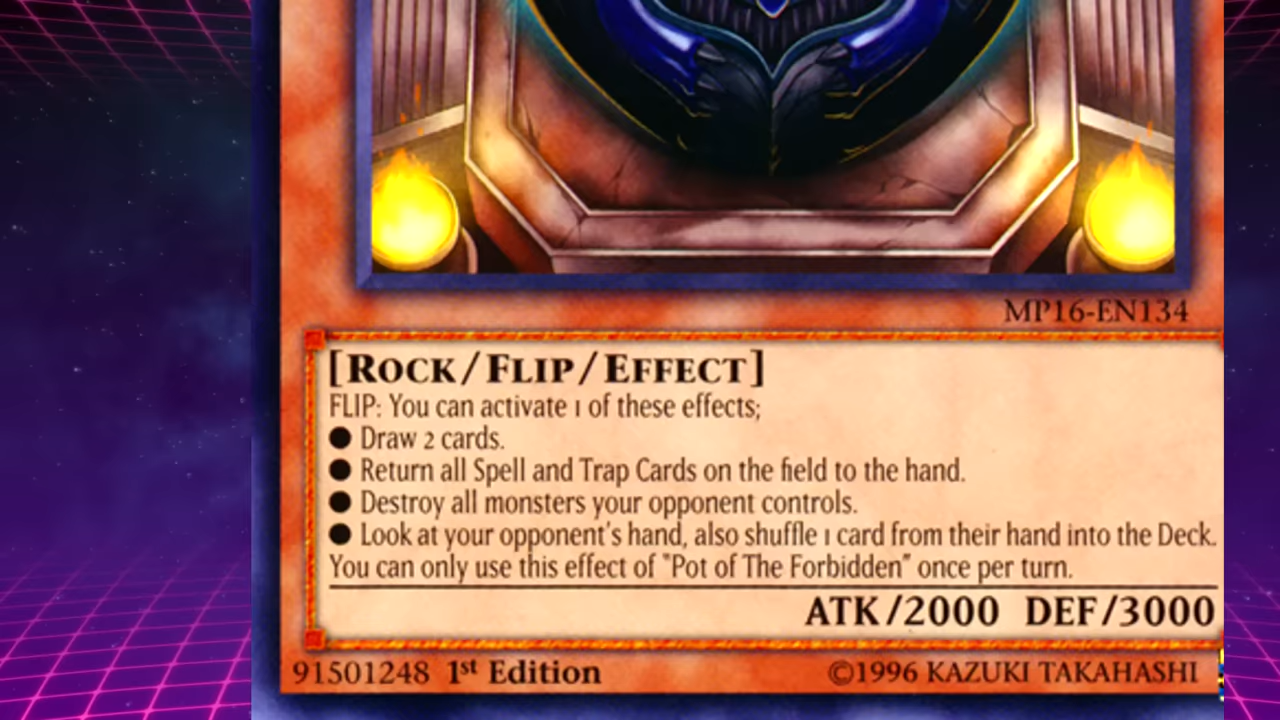 MP16-EN134
[ROCK/FLIP/EFFECT]
FLIP: You can activate 1 of these effects;
● Draw 2 cards.
● Return all Spell and Trap Cards on the field to the hand.
● Destroy all monsters your opponent controls.
● Look at your opponent's hand, also shuffle 1 card from their hand into the Deck.
You can only use this effect of "Pot of The Forbidden" once per turn.
ATK/2000 DEF/3000
91501248 1st Edition ©1996 KAZUKI TAKAHASHI